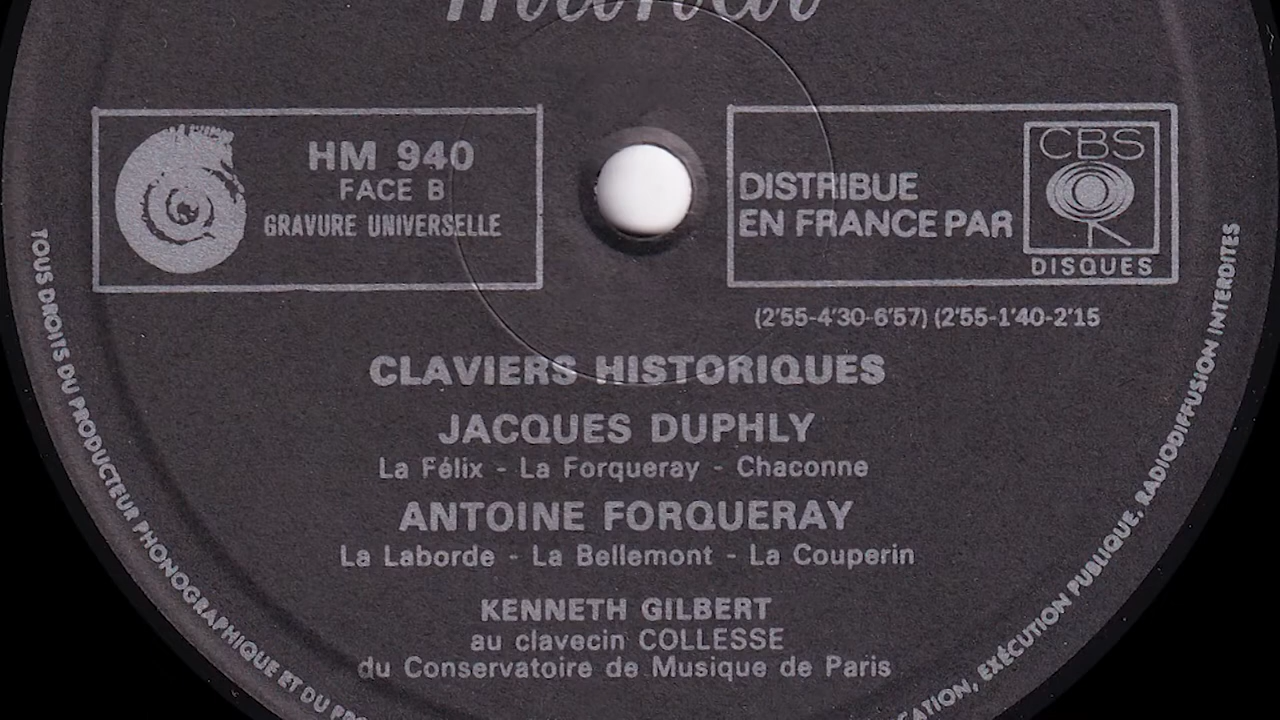 HM 940
FACE B
GRAVURE UNIVERSELLE
DISTRIBUE
EN FRANCE PAR
CBS
DISQUES
(2'55-4'30-6'57) (2'55-1'40-2'15
CLAVIERS HISTORIQUES
JACQUES DUPHLY
La Félix - La Forqueray - Chaconne
ANTOINE FORQUERAY
La Laborde - La Bellemont - La Couperin
KENNETH GILBERT
au clavecin COLLESSE
du Conservatoire de Musique de Paris
TOUS DROITS DU PRODUCTEUR PHONOGRAPHIQUE ET DU
EXÉCUTION PUBLIQUE, RADIODIFFUSION INTERDITES